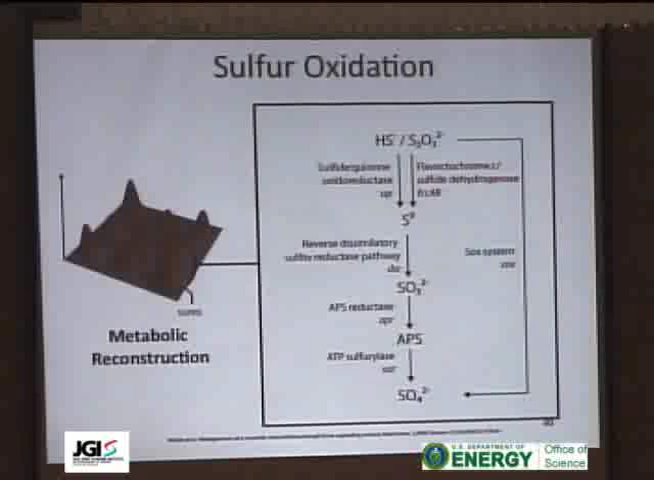 Sulfur Oxidation
HS⁻ / S₂O₃²⁻
Sulfide:quinone
oxidoreductase
sqr
Flavocytochrome c/
sulfide dehydrogenase
fccAB
S⁰
Reverse dissimilatory
sulfite reductase pathway
dsr
Sox system
sox
SO₃²⁻
APS reductase
apr
APS
ATP sulfurylase
sat
SO₄²⁻
Metabolic
Reconstruction
JGI
U.S. DEPARTMENT OF
ENERGY
Office of
Science